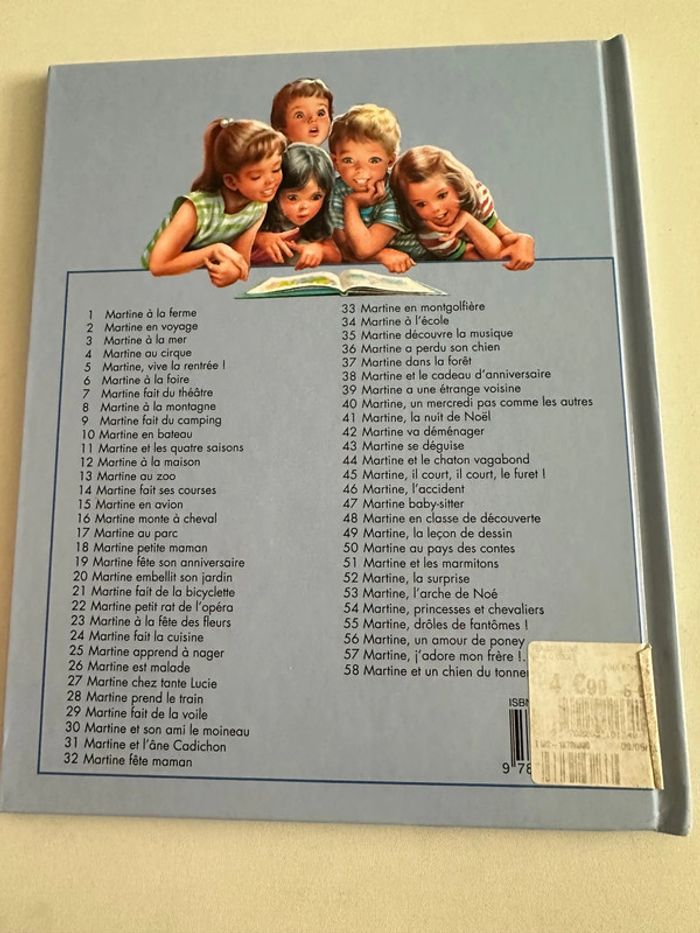 1 Martine à la ferme
2 Martine en voyage
3 Martine à la mer
4 Martine au cirque
5 Martine, vive la rentrée !
6 Martine à la foire
7 Martine fait du théâtre
8 Martine à la montagne
9 Martine fait du camping
10 Martine en bateau
11 Martine et les quatre saisons
12 Martine à la maison
13 Martine au zoo
14 Martine fait ses courses
15 Martine en avion
16 Martine monte à cheval
17 Martine au parc
18 Martine petite maman
19 Martine fête son anniversaire
20 Martine embellit son jardin
21 Martine fait de la bicyclette
22 Martine petit rat de l'opéra
23 Martine à la fête des fleurs
24 Martine fait la cuisine
25 Martine apprend à nager
26 Martine est malade
27 Martine chez tante Lucie
28 Martine prend le train
29 Martine fait de la voile
30 Martine et son ami le moineau
31 Martine et l'âne Cadichon
32 Martine fête maman
33 Martine en montgolfière
34 Martine à l'école
35 Martine découvre la musique
36 Martine a perdu son chien
37 Martine dans la forêt
38 Martine et le cadeau d'anniversaire
39 Martine a une étrange voisine
40 Martine, un mercredi pas comme les autres
41 Martine, la nuit de Noël
42 Martine va déménager
43 Martine se déguise
44 Martine et le chaton vagabond
45 Martine, il court, il court, le furet !
46 Martine, l'accident
47 Martine baby-sitter
48 Martine en classe de découverte
49 Martine, la leçon de dessin
50 Martine au pays des contes
51 Martine et les marmitons
52 Martine, la surprise
53 Martine, l'arche de Noé
54 Martine, princesses et chevaliers
55 Martine, drôles de fantômes !
56 Martine, un amour de poney
57 Martine, j'adore mon frère !
58 Martine et un chien du tonner
ISBN
4 €99
9 78